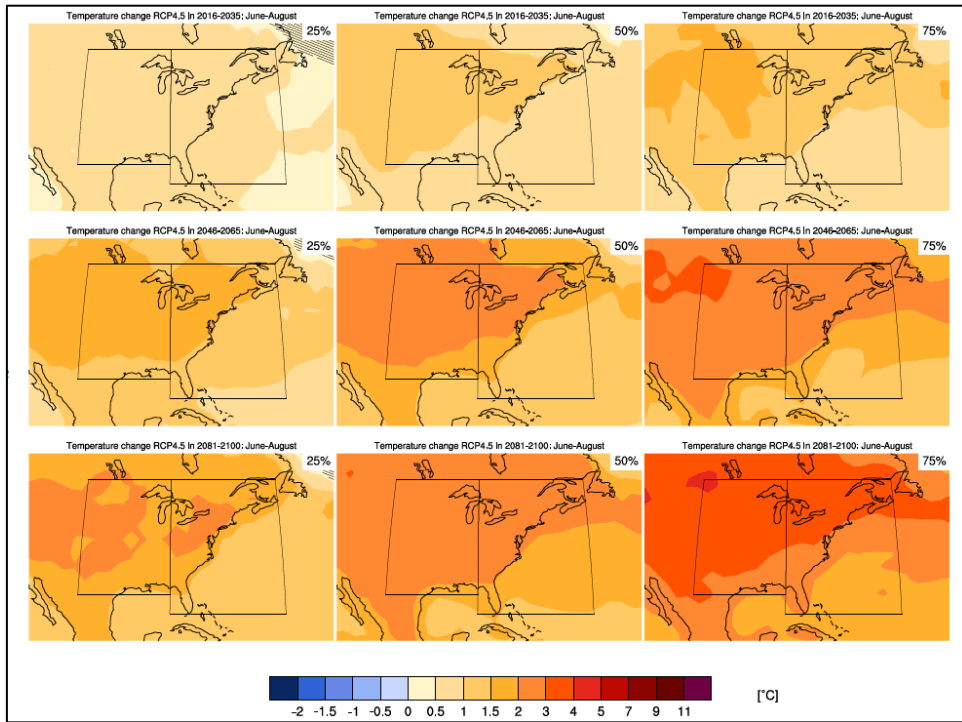 Temperature change RCP4.5 in 2016-2035: June-August
25%
Temperature change RCP4.5 in 2016-2035: June-August
50%
Temperature change RCP4.5 in 2016-2035: June-August
75%
Temperature change RCP4.5 in 2046-2065: June-August
25%
Temperature change RCP4.5 in 2046-2065: June-August
50%
Temperature change RCP4.5 in 2046-2065: June-August
75%
Temperature change RCP4.5 in 2081-2100: June-August
25%
Temperature change RCP4.5 in 2081-2100: June-August
50%
Temperature change RCP4.5 in 2081-2100: June-August
75%
-2 -1.5 -1 -0.5 0 0.5 1 1.5 2 3 4 5 7 9 11 [°C]